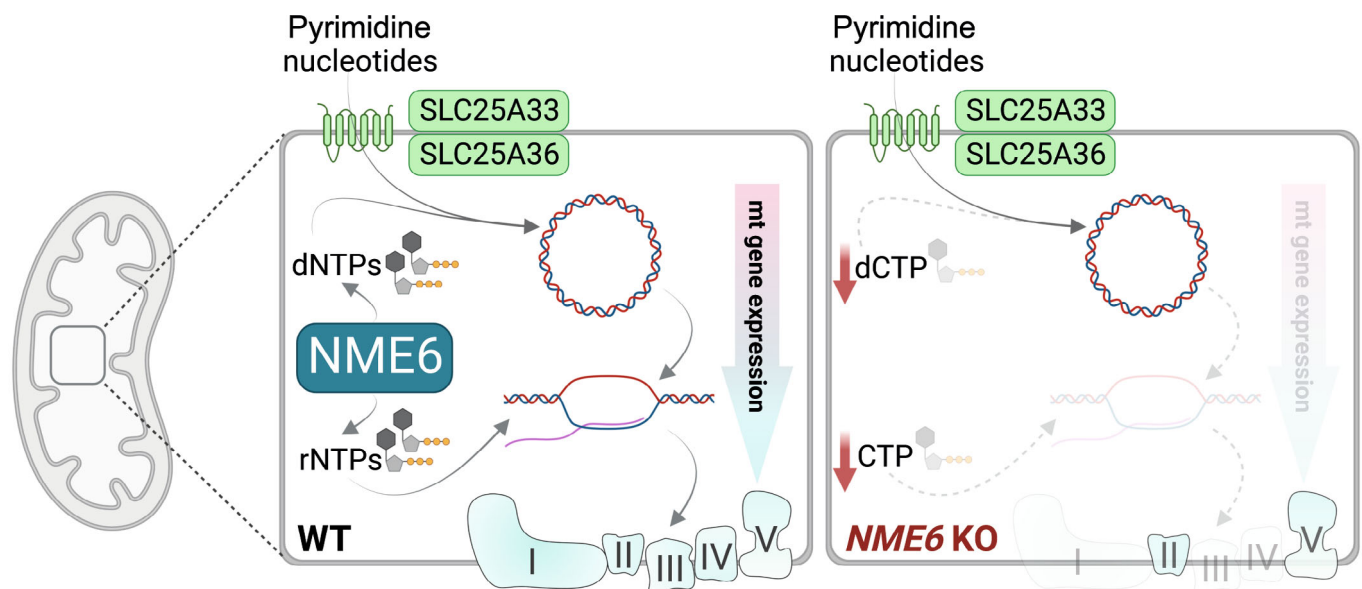 Pyrimidine
nucleotides
SLC25A33
SLC25A36
dNTPs
NME6
rNTPs
mt gene expression
WT
I
II
III
IV
V
Pyrimidine
nucleotides
SLC25A33
SLC25A36
dCTP
CTP
mt gene expression
NME6 KO
I
II
III
IV
V